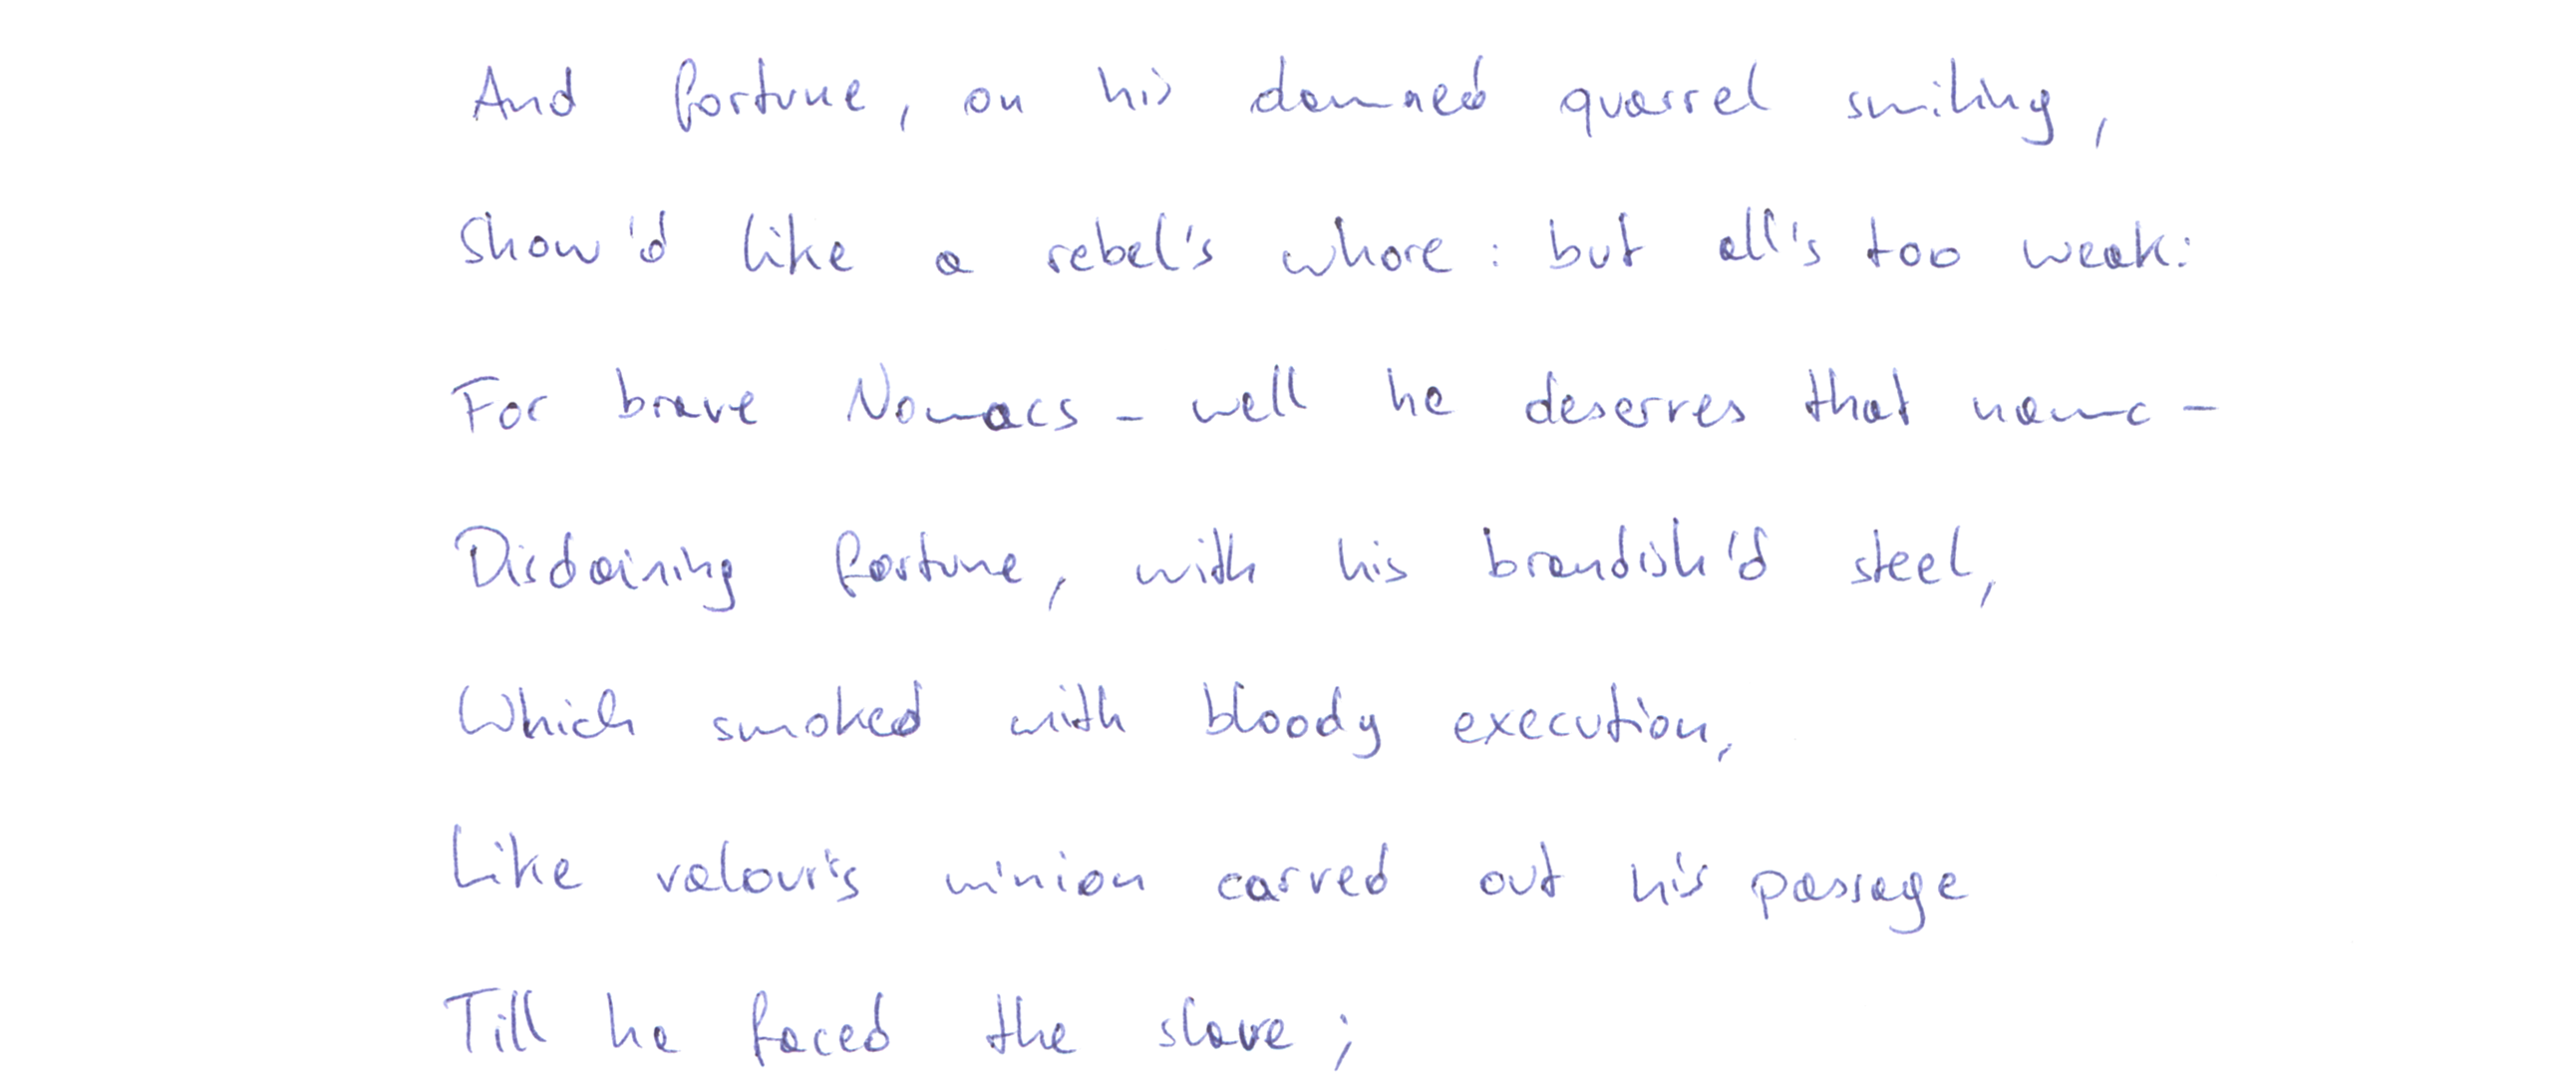 And fortune, on his damned quarrel smiling,
Show'd like a rebel's whore: but all's too weak:
For brave Nomacs - well he deserves that name -
Disdaining fortune, with his brandish'd steel,
Which smoked with bloody execution,
Like valour's minion carved out his passage
Till he faced the slave;